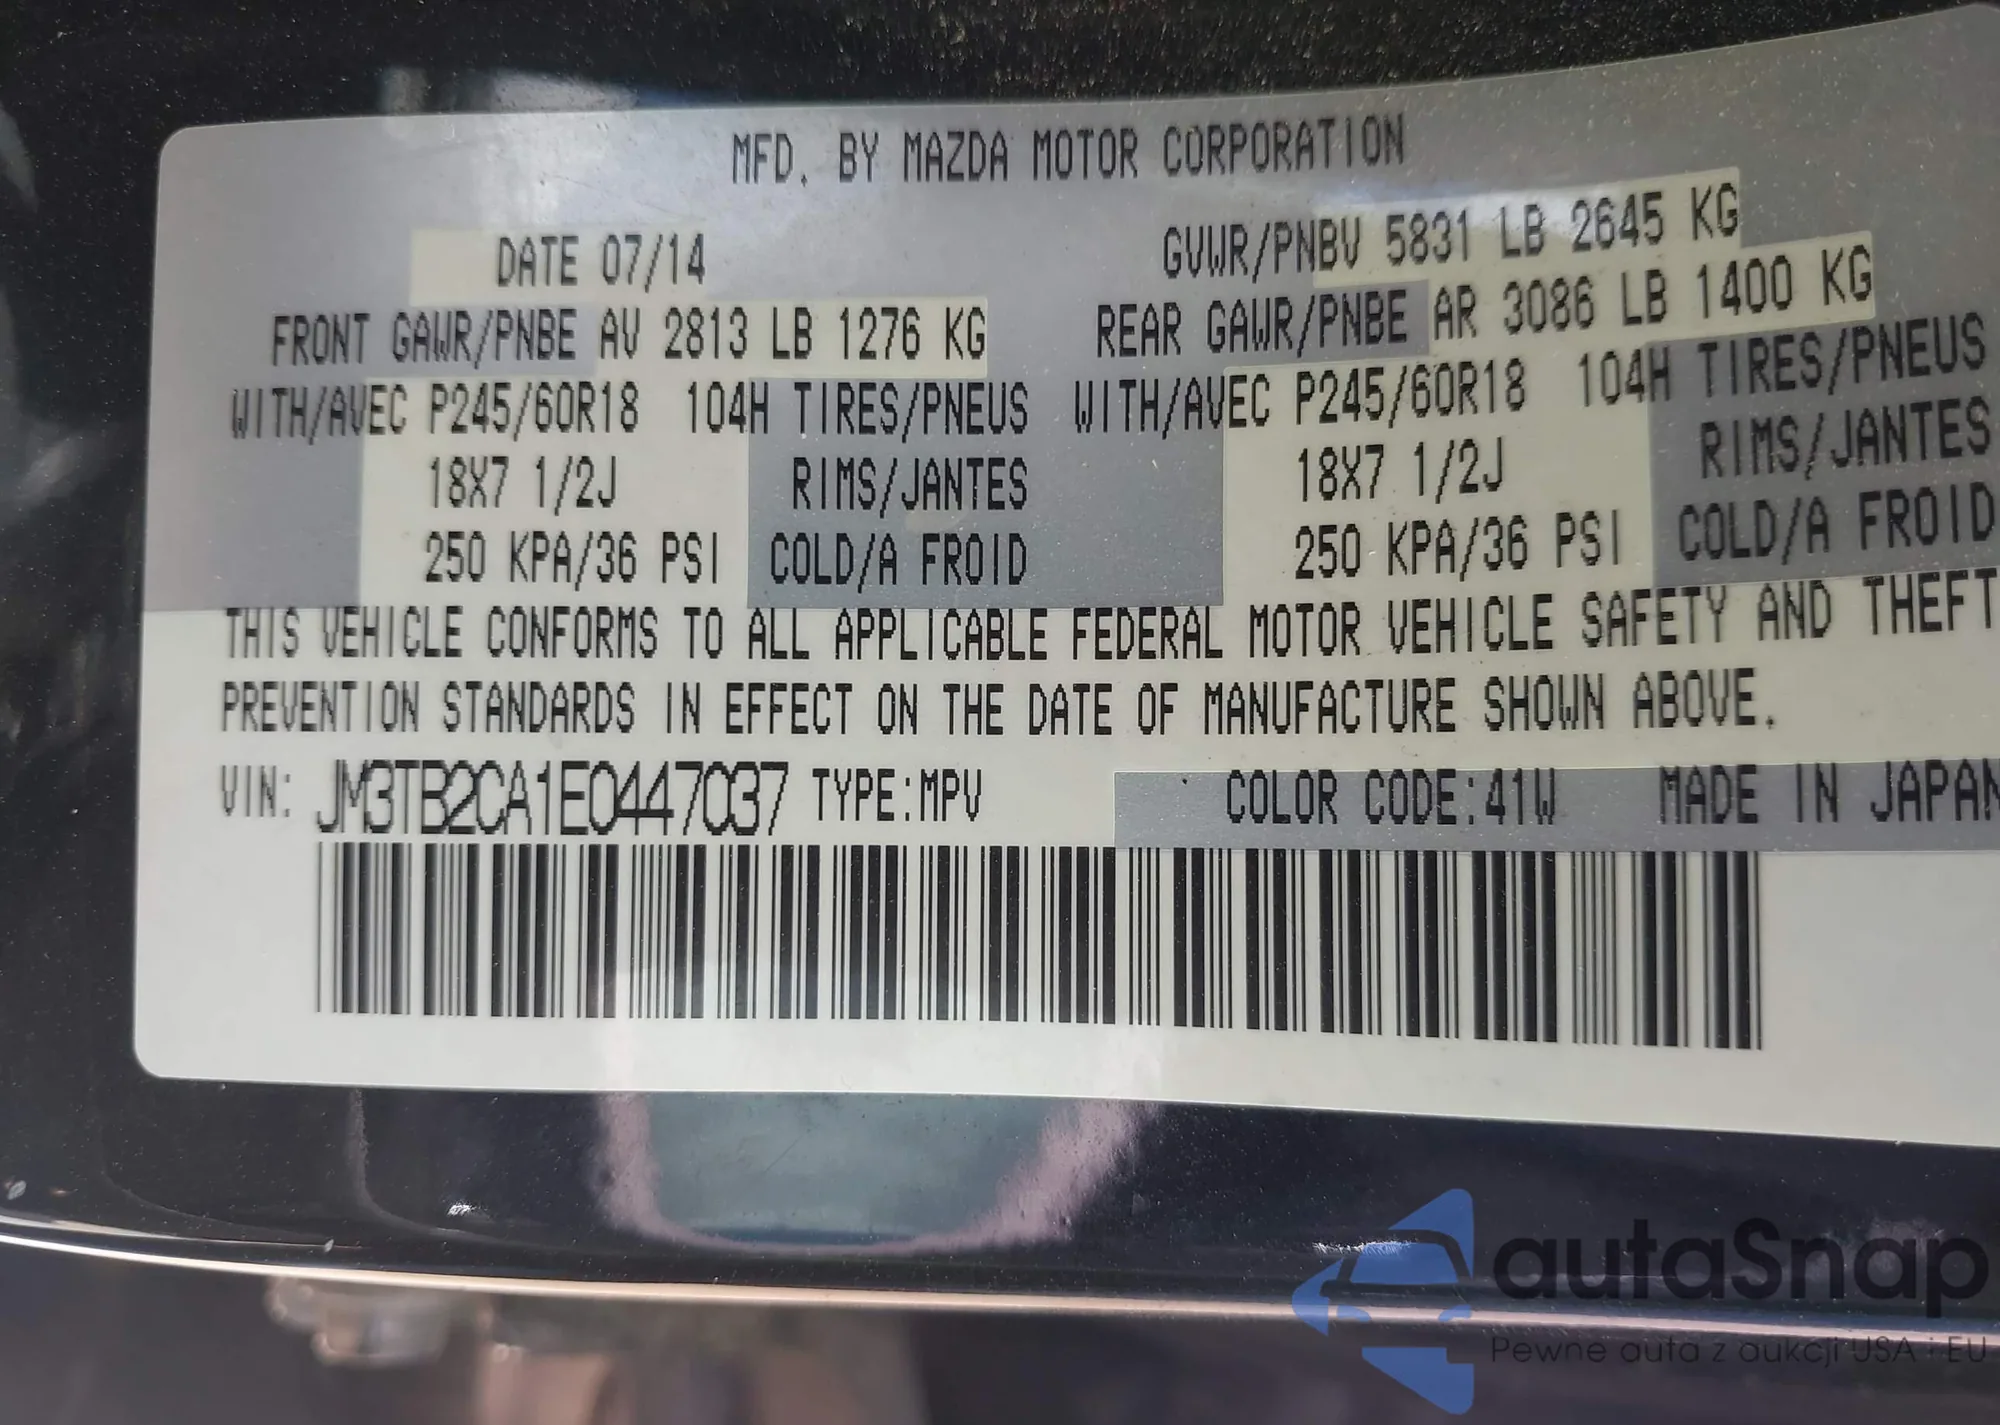 MFD. BY MAZDA MOTOR CORPORATION
DATE 07/14
GVWR/PNBV 5831 LB 2645 KG
FRONT GAWR/PNBE AV 2813 LB 1276 KG
REAR GAWR/PNBE AR 3086 LB 1400 KG
WITH/AVEC P245/60R18 104H TIRES/PNEUS
WITH/AVEC P245/60R18 104H TIRES/PNEUS
18X7 1/2J RIMS/JANTES
18X7 1/2J RIMS/JANTES
250 KPA/36 PSI COLD/A FROID
250 KPA/36 PSI COLD/A FROID
THIS VEHICLE CONFORMS TO ALL APPLICABLE FEDERAL MOTOR VEHICLE SAFETY AND THEFT
PREVENTION STANDARDS IN EFFECT ON THE DATE OF MANUFACTURE SHOWN ABOVE.
VIN: JM3TB2CA1E0447037 TYPE:MPV COLOR CODE:41W MADE IN JAPAN
autaSnap
Pewne auta z aukcji USA i EU